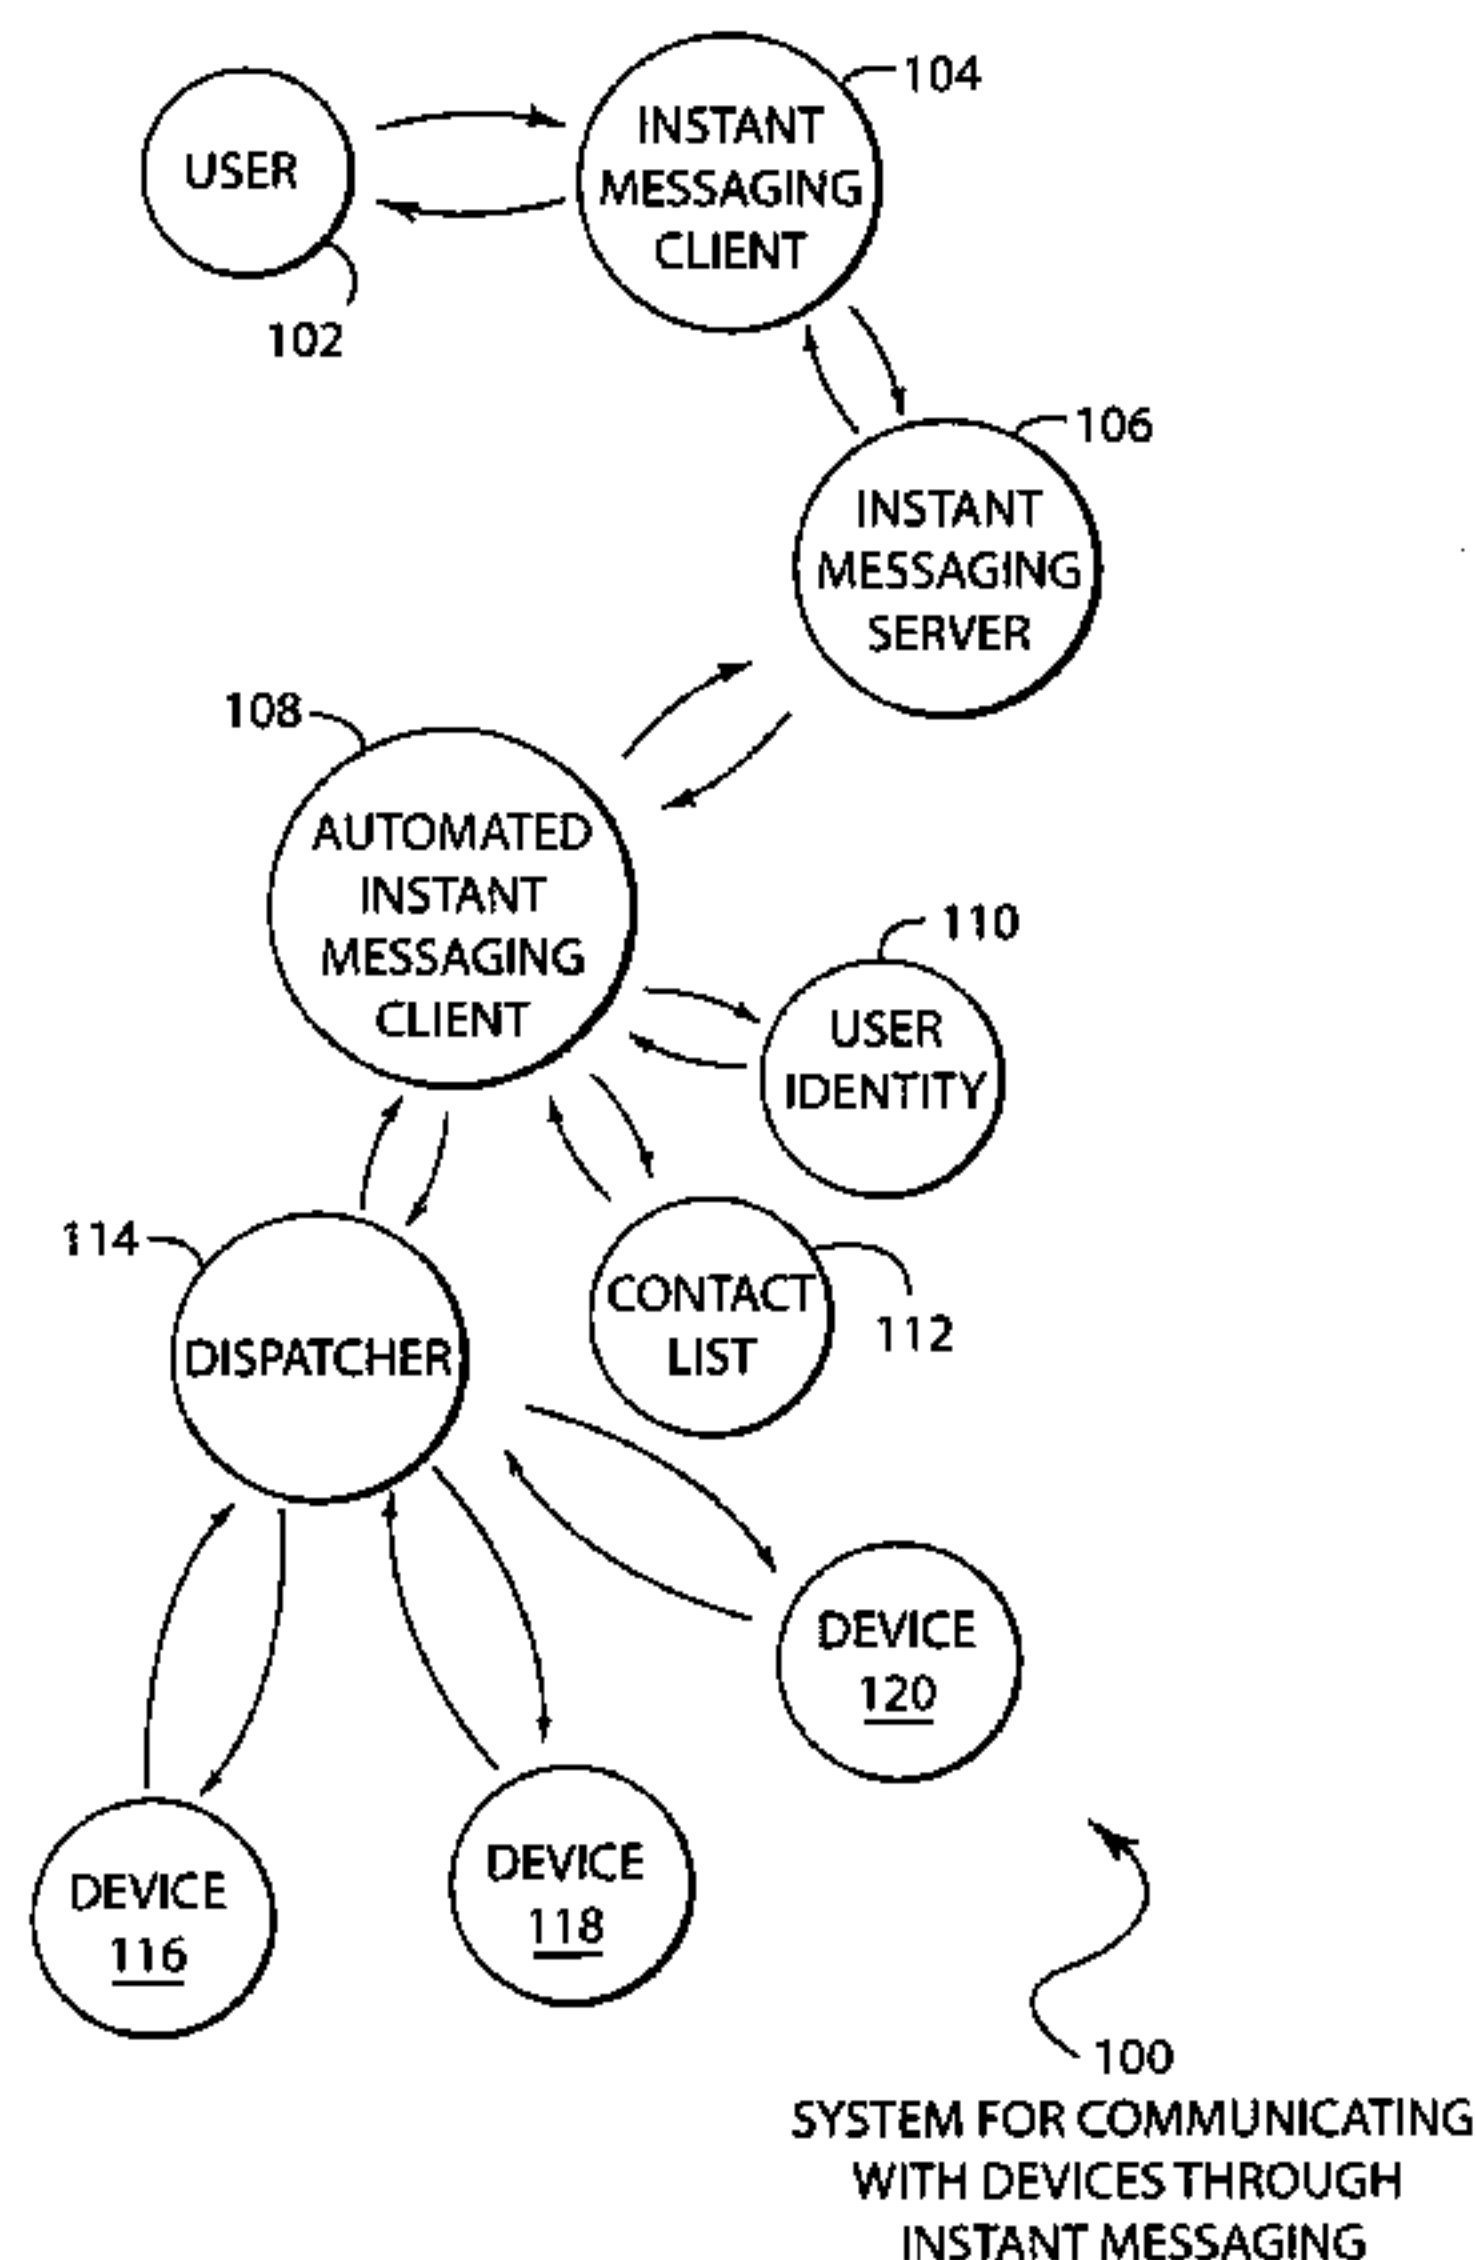 104
USER
INSTANT
MESSAGING
CLIENT
102
106
INSTANT
MESSAGING
SERVER
108
AUTOMATED
INSTANT
MESSAGING
CLIENT
110
USER
IDENTITY
114
DISPATCHER
CONTACT
LIST
112
DEVICE
120
DEVICE
118
DEVICE
116
100
SYSTEM FOR COMMUNICATING
WITH DEVICES THROUGH
INSTANT MESSAGING